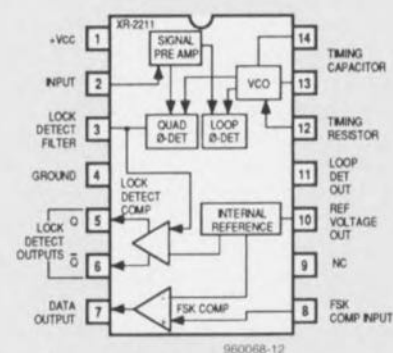 XR-2211
+VCC
1
INPUT
2
LOCK
DETECT
FILTER
3
GROUND
4
LOCK
DETECT
OUTPUTS
Q
5
Q̅
6
DATA
OUTPUT
7
SIGNAL
PRE AMP
VCO
QUAD
Ø-DET
LOOP
Ø-DET
LOCK
DETECT
COMP
INTERNAL
REFERENCE
FSK COMP
14
TIMING
CAPACITOR
13
12
TIMING
RESISTOR
11
LOOP
DET
OUT
10
REF
VOLTAGE
OUT
9
NC
8
FSK
COMP INPUT
960068-12